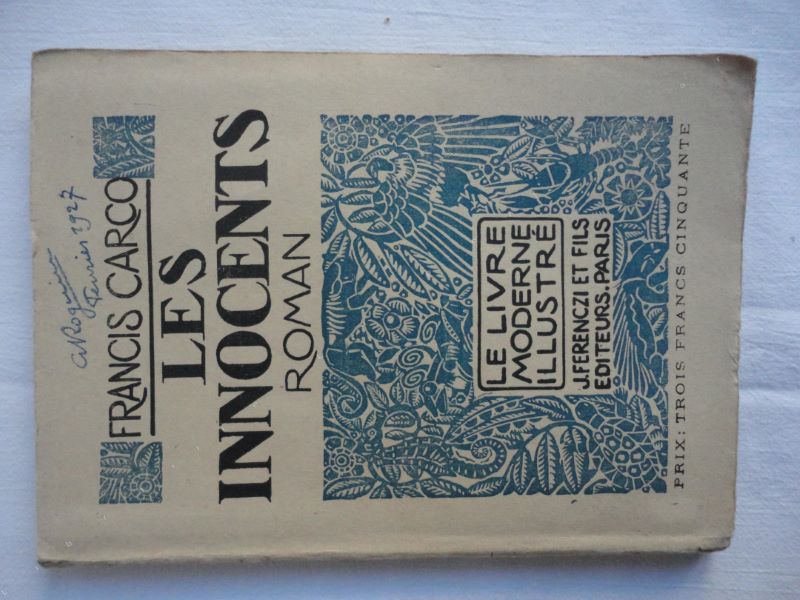 Février 1927
FRANCIS CARCO
LES
INNOCENTS
ROMAN
LE LIVRE
MODERNE
ILLUSTRÉ
J. FERENCZI ET FILS
EDITEURS. PARIS
PRIX : TROIS FRANCS CINQUANTE